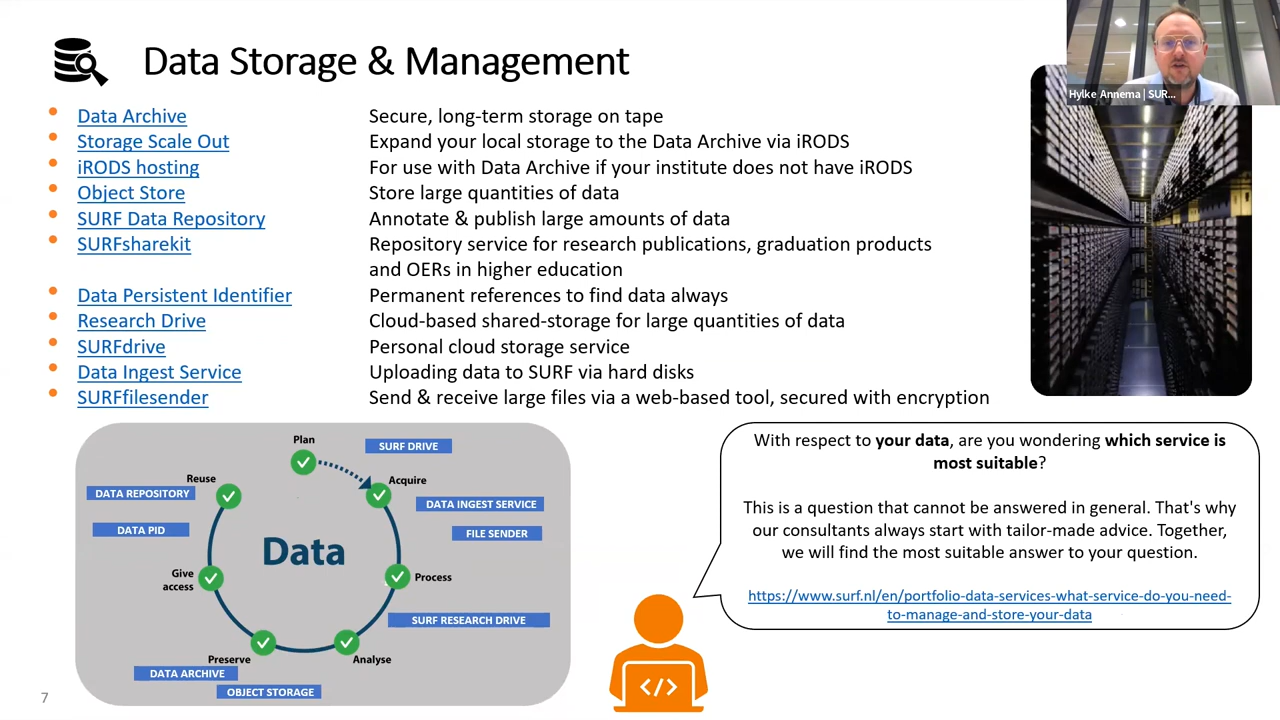 Data Storage & Management
Hylke Annema | SUR...
Data Archive Secure, long-term storage on tape
Storage Scale Out Expand your local storage to the Data Archive via iRODS
iRODS hosting For use with Data Archive if your institute does not have iRODS
Object Store Store large quantities of data
SURF Data Repository Annotate & publish large amounts of data
SURFsharekit Repository service for research publications, graduation products
and OERs in higher education
Data Persistent Identifier Permanent references to find data always
Research Drive Cloud-based shared-storage for large quantities of data
SURFdrive Personal cloud storage service
Data Ingest Service Uploading data to SURF via hard disks
SURFfilesender Send & receive large files via a web-based tool, secured with encryption
Plan
SURF DRIVE
Reuse
Acquire
DATA REPOSITORY
DATA INGEST SERVICE
DATA PID
FILE SENDER
Data
Give
access
Process
SURF RESEARCH DRIVE
Preserve
Analyse
DATA ARCHIVE
OBJECT STORAGE
With respect to your data, are you wondering which service is
most suitable?
This is a question that cannot be answered in general. That's why
our consultants always start with tailor-made advice. Together,
we will find the most suitable answer to your question.
https://www.surf.nl/en/portfolio-data-services-what-service-do-you-need-
to-manage-and-store-your-data
</>
7